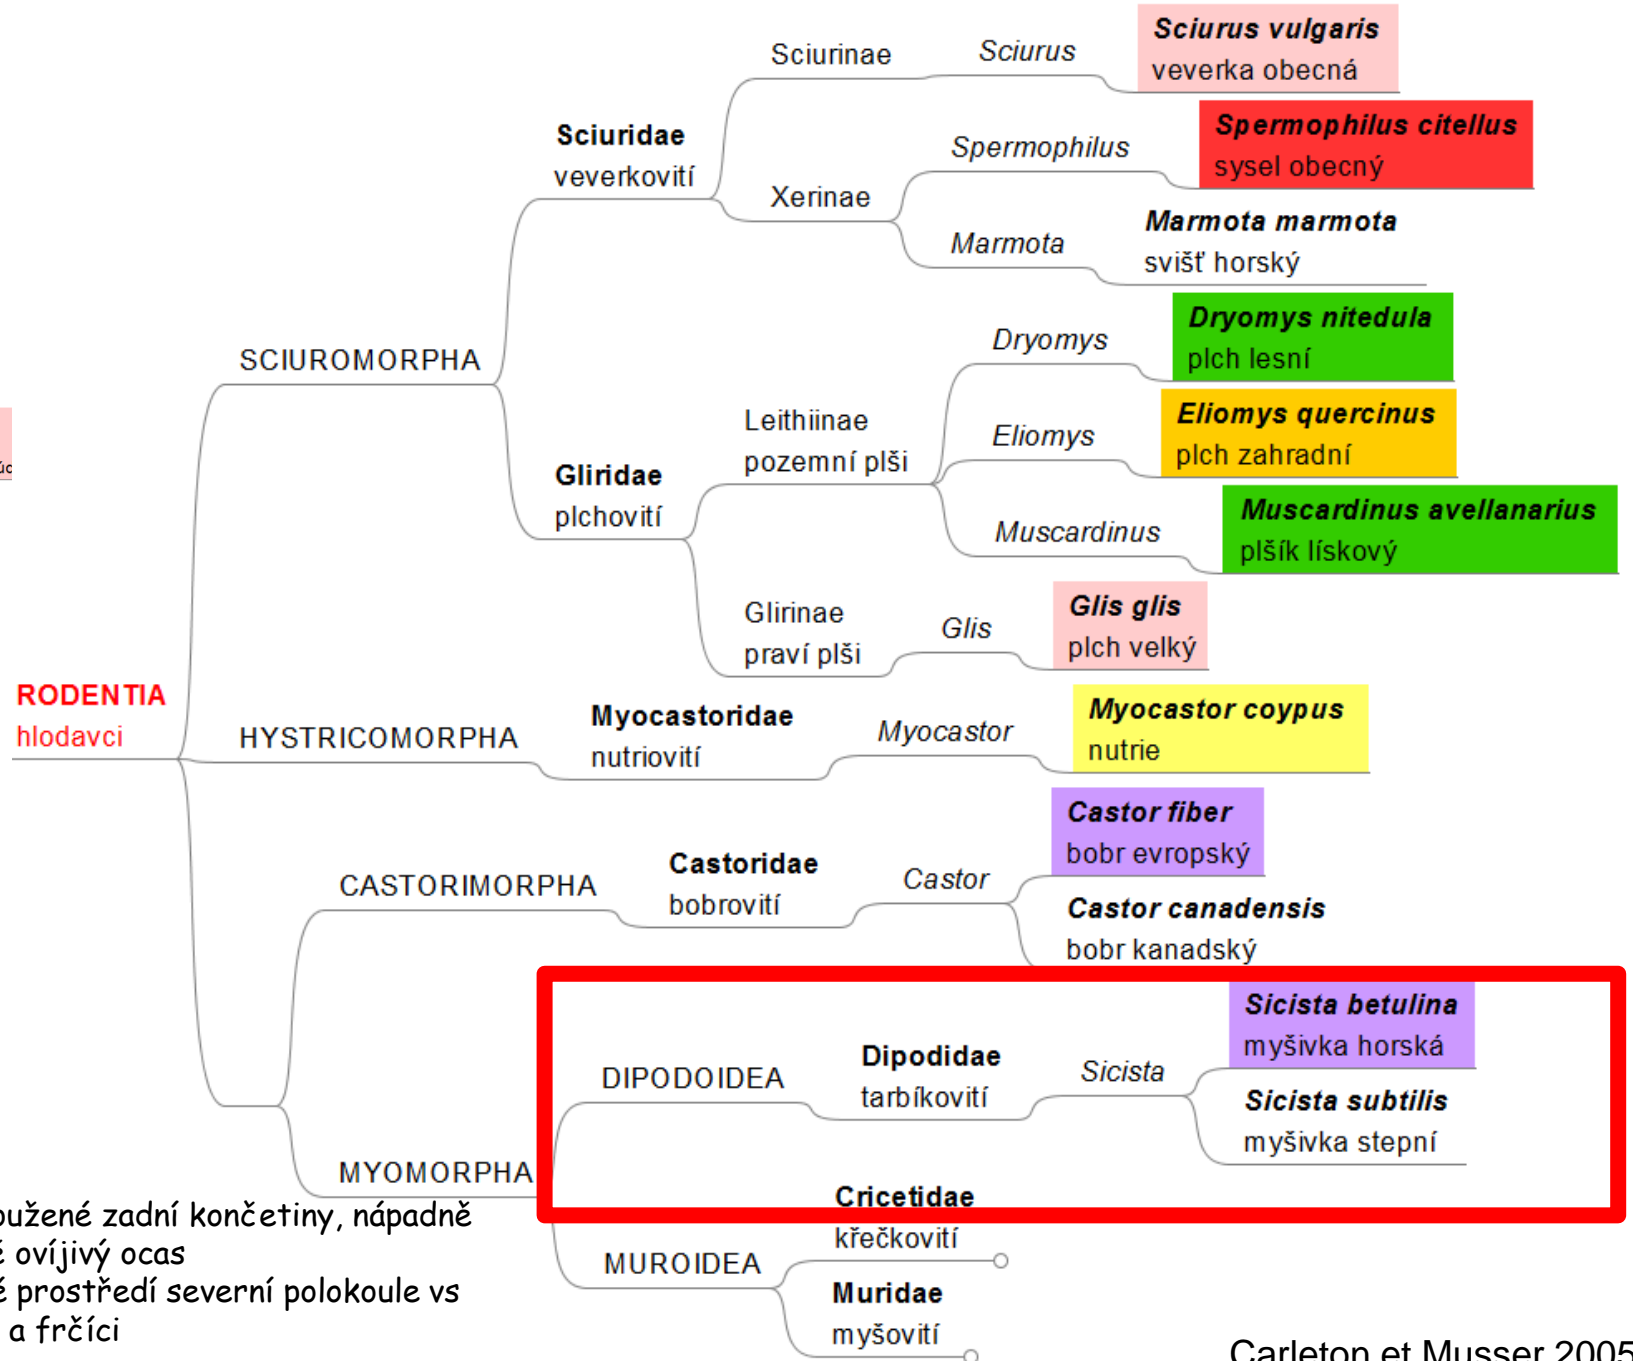 Sciurus vulgaris
veverka obecná
Sciurinae
Sciurus
Spermophilus citellus
sysel obecný
Sciuridae
veverkovití
Spermophilus
Xerinae
Marmota marmota
svišť horský
Marmota
Dryomys nitedula
plch lesní
Dryomys
SCIUROMORPHA
Eliomys quercinus
plch zahradní
Leithiinae
pozemní plši
Eliomys
Gliridae
plchovití
Muscardinus avellanarius
plšík lískový
Muscardinus
Glirinae
praví plši
Glis
Glis glis
plch velký
RODENTIA
hlodavci
HYSTRICOMORPHA
Myocastoridae
nutriovití
Myocastor
Myocastor coypus
nutrie
Castor fiber
bobr evropský
CASTORIMORPHA
Castoridae
bobrovití
Castor
Castor canadensis
bobr kanadský
Sicista betulina
myšivka horská
DIPODOIDEA
Dipodidae
tarbíkovití
Sicista
Sicista subtilis
myšivka stepní
MYOMORPHA
Cricetidae
křečkovití
MUROIDEA
Muridae
myšovití
oužené zadní končetiny, nápadně
ě ovíjivý ocas
é prostředí severní polokoule vs
a frčíci
Carleton et Musser 2005